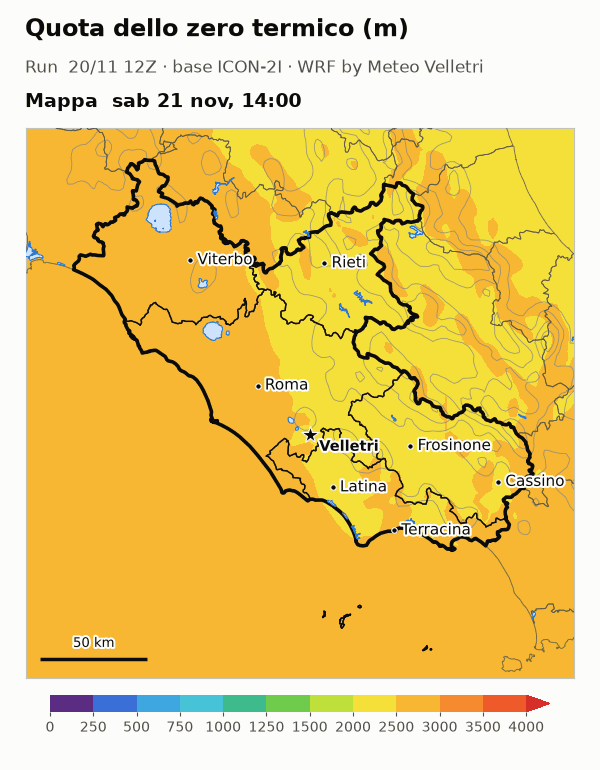 Quota dello zero termico (m)
Run  20/11 12Z · base ICON-2I · WRF by Meteo Velletri
Mappa  sab 21 nov, 14:00
Viterbo
Rieti
Roma
Velletri
Frosinone
Cassino
Latina
Terracina
50 km
0 250 500 750 1000 1250 1500 2000 2500 3000 3500 4000